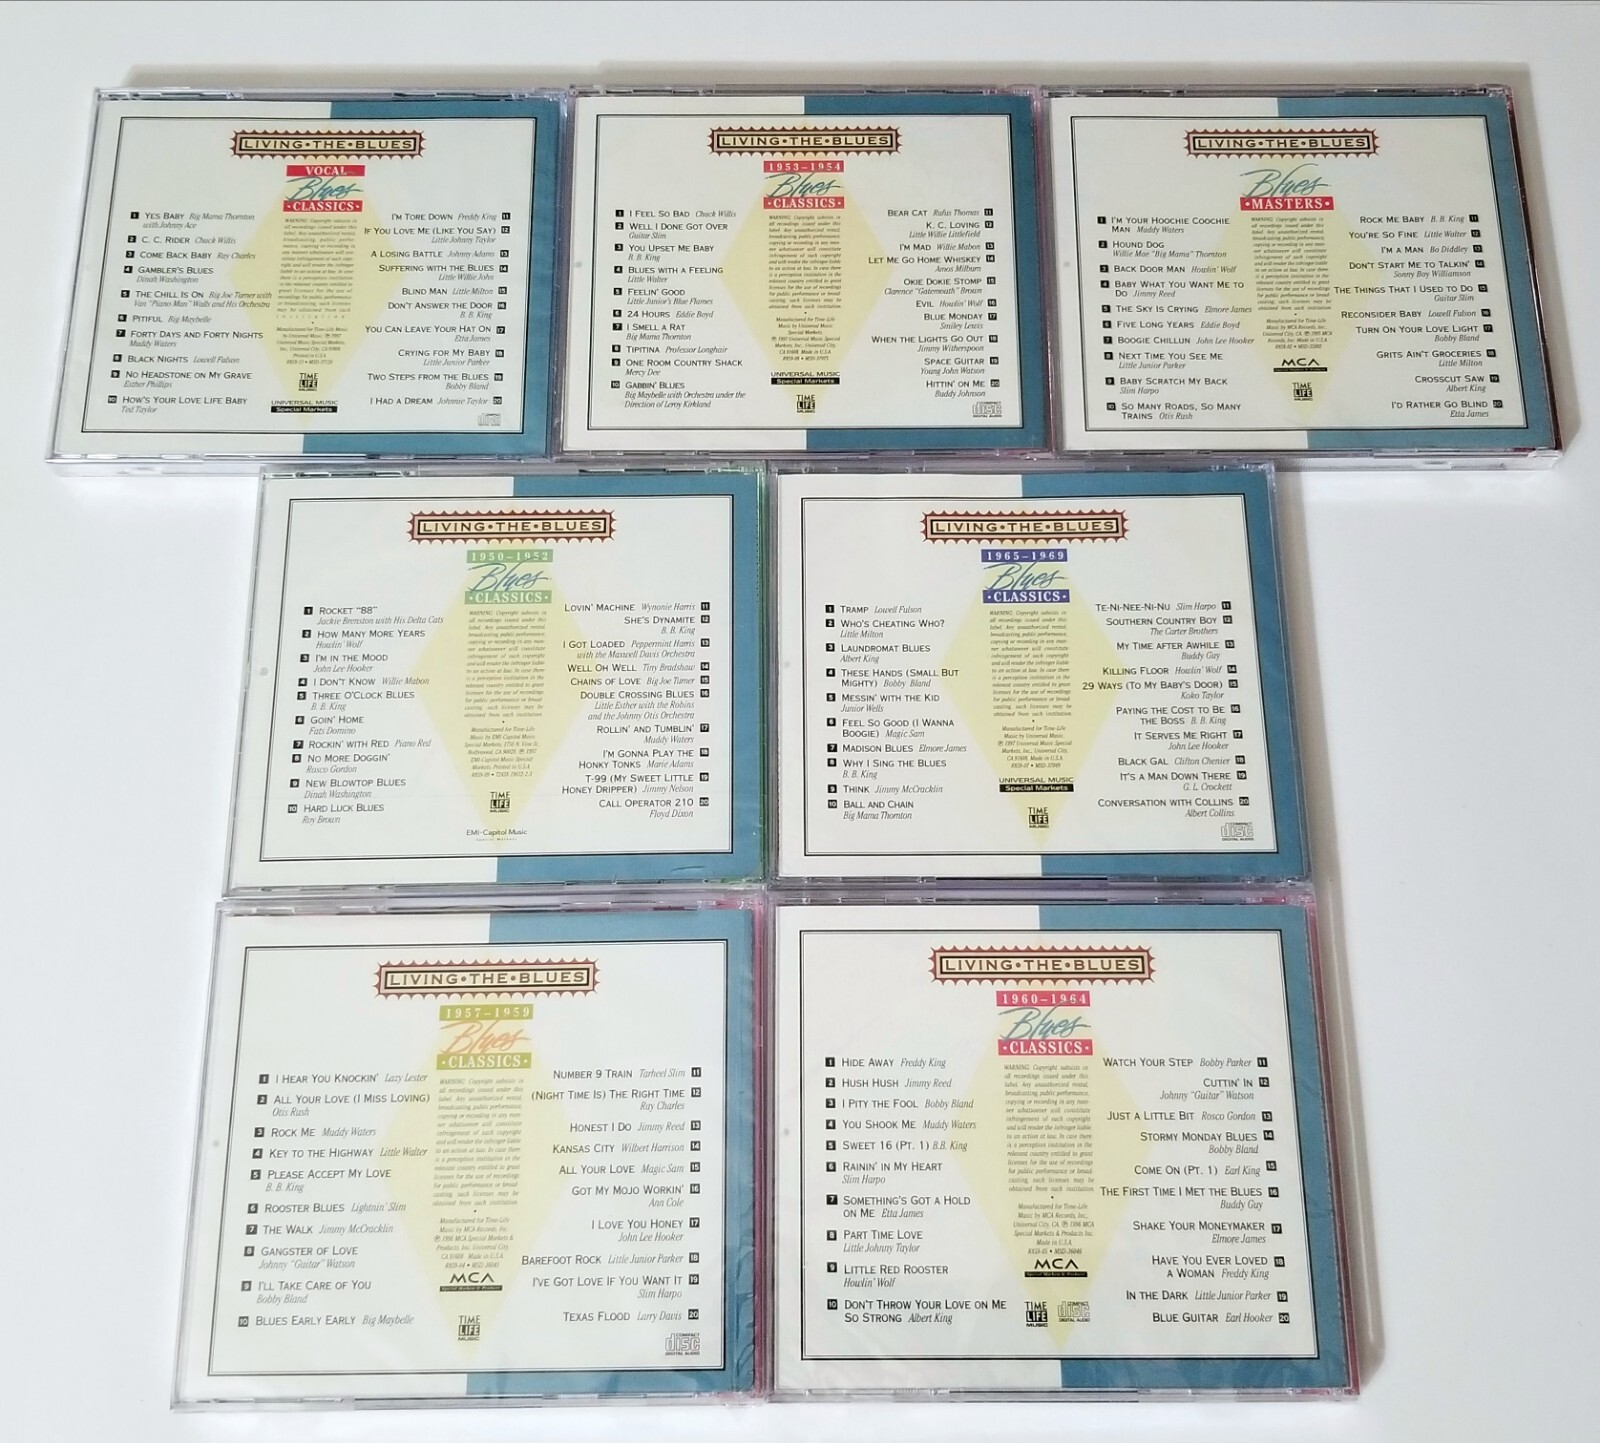 LIVING•THE•BLUES
VOCAL
Blues
•CLASSICS•
1 YES BABY Big Mama Thornton
with Johnny Ace
2 C. C. RIDER Chuck Willis
3 COME BACK BABY Ray Charles
4 GAMBLER'S BLUES
Dinah Washington
5 THE CHILL IS ON Big Joe Turner with
Van "Piano Man" Walls and His Orchestra
6 PITIFUL Big Maybelle
7 FORTY DAYS AND FORTY NIGHTS
Muddy Waters
8 BLACK NIGHTS Lowell Fulson
9 NO HEADSTONE ON MY GRAVE
Esther Phillips
10 HOW'S YOUR LOVE LIFE BABY
Ted Taylor
I'M TORE DOWN Freddy King 11
IF YOU LOVE ME (LIKE YOU SAY) 12
Little Johnny Taylor
A LOSING BATTLE Johnny Adams 13
SUFFERING WITH THE BLUES 14
Little Willie John
BLIND MAN Little Milton 15
DON'T ANSWER THE DOOR 16
B. B. King
YOU CAN LEAVE YOUR HAT ON 17
Etta James
CRYING FOR MY BABY 18
Little Junior Parker
TWO STEPS FROM THE BLUES 19
Bobby Bland
I HAD A DREAM Johnnie Taylor 20
TIME
LIFE
MUSIC
UNIVERSAL MUSIC
Special Markets
LIVING•THE•BLUES
1953–1954
Blues
•CLASSICS•
1 I FEEL SO BAD Chuck Willis
2 WELL I DONE GOT OVER
Guitar Slim
3 YOU UPSET ME BABY
B. B. King
4 BLUES WITH A FEELING
Little Walter
5 FEELIN' GOOD
Little Junior's Blue Flames
6 24 HOURS Eddie Boyd
7 I SMELL A RAT
Big Mama Thornton
8 TIPITINA Professor Longhair
9 ONE ROOM COUNTRY SHACK
Mercy Dee
10 GABBIN' BLUES
Big Maybelle with Orchestra under the
Direction of Leroy Kirkland
BEAR CAT Rufus Thomas 11
K. C. LOVING 12
Little Willie Littlefield
I'M MAD Willie Mabon 13
LET ME GO HOME WHISKEY 14
Amos Milburn
OKIE DOKIE STOMP 15
Clarence "Gatemouth" Brown
EVIL Howlin' Wolf 16
BLUE MONDAY 17
Smiley Lewis
WHEN THE LIGHTS GO OUT 18
Jimmy Witherspoon
SPACE GUITAR 19
Young John Watson
HITTIN' ON ME 20
Buddy Johnson
UNIVERSAL MUSIC
Special Markets
TIME
LIFE
MUSIC
COMPACT
disc
DIGITAL AUDIO
LIVING•THE•BLUES
Blues
•MASTERS•
1 I'M YOUR HOOCHIE COOCHIE
MAN Muddy Waters
2 HOUND DOG
Willie Mae "Big Mama" Thornton
3 BACK DOOR MAN Howlin' Wolf
4 BABY WHAT YOU WANT ME TO
DO Jimmy Reed
5 THE SKY IS CRYING Elmore James
6 FIVE LONG YEARS Eddie Boyd
7 BOOGIE CHILLUN John Lee Hooker
8 NEXT TIME YOU SEE ME
Little Junior Parker
9 BABY SCRATCH MY BACK
Slim Harpo
10 SO MANY ROADS, SO MANY
TRAINS Otis Rush
ROCK ME BABY B. B. King 11
YOU'RE SO FINE Little Walter 12
I'M A MAN Bo Diddley 13
DON'T START ME TO TALKIN' 14
Sonny Boy Williamson
THE THINGS THAT I USED TO DO 15
Guitar Slim
RECONSIDER BABY Lowell Fulson 16
TURN ON YOUR LOVE LIGHT 17
Bobby Bland
GRITS AIN'T GROCERIES 18
Little Milton
CROSSCUT SAW 19
Albert King
I'D RATHER GO BLIND 20
Etta James
MCA
TIME
LIFE
MUSIC
LIVING•THE•BLUES
1950–1952
Blues
•CLASSICS•
1 ROCKET "88"
Jackie Brenston with His Delta Cats
2 HOW MANY MORE YEARS
Howlin' Wolf
3 I'M IN THE MOOD
John Lee Hooker
4 I DON'T KNOW Willie Mabon
5 THREE O'CLOCK BLUES
B. B. King
6 GOIN' HOME
Fats Domino
7 ROCKIN' WITH RED Piano Red
8 NO MORE DOGGIN'
Rosco Gordon
9 NEW BLOWTOP BLUES
Dinah Washington
10 HARD LUCK BLUES
Roy Brown
LOVIN' MACHINE Wynonie Harris 11
SHE'S DYNAMITE 12
B. B. King
I GOT LOADED Peppermint Harris 13
with the Maxwell Davis Orchestra
WELL OH WELL Tiny Bradshaw 14
CHAINS OF LOVE Big Joe Turner 15
DOUBLE CROSSING BLUES 16
Little Esther with the Robins
and the Johnny Otis Orchestra
ROLLIN' AND TUMBLIN' 17
Muddy Waters
I'M GONNA PLAY THE 18
HONKY TONKS Marie Adams
T-99 (MY SWEET LITTLE 19
HONEY DRIPPER) Jimmy Nelson
CALL OPERATOR 210 20
Floyd Dixon
TIME
LIFE
MUSIC
EMI-Capitol Music
LIVING•THE•BLUES
1965–1969
Blues
•CLASSICS•
1 TRAMP Lowell Fulson
2 WHO'S CHEATING WHO?
Little Milton
3 LAUNDROMAT BLUES
Albert King
4 THESE HANDS (SMALL BUT
MIGHTY) Bobby Bland
5 MESSIN' WITH THE KID
Junior Wells
6 FEEL SO GOOD (I WANNA
BOOGIE) Magic Sam
7 MADISON BLUES Elmore James
8 WHY I SING THE BLUES
B. B. King
9 THINK Jimmy McCracklin
10 BALL AND CHAIN
Big Mama Thornton
TE-NI-NEE-NI-NU Slim Harpo 11
SOUTHERN COUNTRY BOY 12
The Carter Brothers
MY TIME AFTER AWHILE 13
Buddy Guy
KILLING FLOOR Howlin' Wolf 14
29 WAYS (TO MY BABY'S DOOR) 15
Koko Taylor
PAYING THE COST TO BE 16
THE BOSS B. B. King
IT SERVES ME RIGHT 17
John Lee Hooker
BLACK GAL Clifton Chenier 18
IT'S A MAN DOWN THERE 19
G. L. Crockett
CONVERSATION WITH COLLINS 20
Albert Collins
UNIVERSAL MUSIC
Special Markets
TIME
LIFE
MUSIC
COMPACT
disc
DIGITAL AUDIO
LIVING•THE•BLUES
1957–1959
Blues
•CLASSICS•
1 I HEAR YOU KNOCKIN' Lazy Lester
2 ALL YOUR LOVE (I MISS LOVING)
Otis Rush
3 ROCK ME Muddy Waters
4 KEY TO THE HIGHWAY Little Walter
5 PLEASE ACCEPT MY LOVE
B. B. King
6 ROOSTER BLUES Lightnin' Slim
7 THE WALK Jimmy McCracklin
8 GANGSTER OF LOVE
Johnny "Guitar" Watson
9 I'LL TAKE CARE OF YOU
Bobby Bland
10 BLUES EARLY EARLY Big Maybelle
NUMBER 9 TRAIN Tarheel Slim 11
(NIGHT TIME IS) THE RIGHT TIME 12
Ray Charles
HONEST I DO Jimmy Reed 13
KANSAS CITY Wilbert Harrison 14
ALL YOUR LOVE Magic Sam 15
GOT MY MOJO WORKIN' 16
Ann Cole
I LOVE YOU HONEY 17
John Lee Hooker
BAREFOOT ROCK Little Junior Parker 18
I'VE GOT LOVE IF YOU WANT IT 19
Slim Harpo
TEXAS FLOOD Larry Davis 20
MCA
TIME
LIFE
MUSIC
COMPACT
disc
DIGITAL AUDIO
LIVING•THE•BLUES
1960–1964
Blues
•CLASSICS•
1 HIDE AWAY Freddy King
2 HUSH HUSH Jimmy Reed
3 I PITY THE FOOL Bobby Bland
4 YOU SHOOK ME Muddy Waters
5 SWEET 16 (PT. 1) B.B. King
6 RAININ' IN MY HEART
Slim Harpo
7 SOMETHING'S GOT A HOLD
ON ME Etta James
8 PART TIME LOVE
Little Johnny Taylor
9 LITTLE RED ROOSTER
Howlin' Wolf
10 DON'T THROW YOUR LOVE ON ME
SO STRONG Albert King
WATCH YOUR STEP Bobby Parker 11
CUTTIN' IN 12
Johnny "Guitar" Watson
JUST A LITTLE BIT Rosco Gordon 13
STORMY MONDAY BLUES 14
Bobby Bland
COME ON (PT. 1) Earl King 15
THE FIRST TIME I MET THE BLUES 16
Buddy Guy
SHAKE YOUR MONEYMAKER 17
Elmore James
HAVE YOU EVER LOVED 18
A WOMAN Freddy King
IN THE DARK Little Junior Parker 19
BLUE GUITAR Earl Hooker 20
MCA
TIME
LIFE
MUSIC
COMPACT
disc
DIGITAL AUDIO